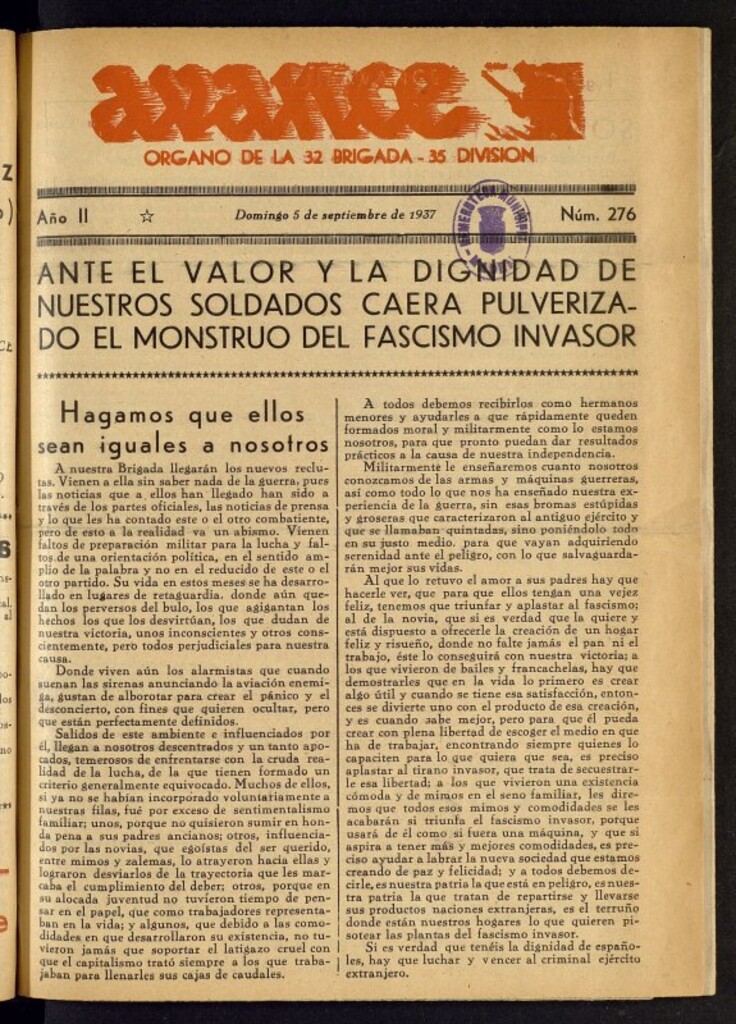 avance
ORGANO DE LA 32 BRIGADA - 35 DIVISION
Año II ☆ Domingo 5 de septiembre de 1937 Núm. 276
HEMEROTECA MUNICIPAL
ANTE EL VALOR Y LA DIGNIDAD DE
NUESTROS SOLDADOS CAERA PULVERIZA-
DO EL MONSTRUO DEL FASCISMO INVASOR
Hagamos que ellos
sean iguales a nosotros
A nuestra Brigada llegarán los nuevos reclu-
tas. Vienen a ella sin saber nada de la guerra, pues
las noticias que a ellos han llegado han sido a
través de los partes oficiales, las noticias de prensa
y lo que les ha contado este o el otro combatiente,
pero de esto a la realidad va un abismo. Vienen
faltos de preparación militar para la lucha y fal-
tos de una orientación política, en el sentido am-
plio de la palabra y no en el reducido de este o el
otro partido. Su vida en estos meses se ha desarro-
llado en lugares de retaguardia. donde aún que-
dan los perversos del bulo, los que agigantan los
hechos los que los desvirtúan, los que dudan de
nuestra victoria, unos inconscientes y otros cons-
cientemente, pero todos perjudiciales para nuestra
causa.
Donde viven aún los alarmistas que cuando
suenan las sirenas anunciando la aviación enemi-
ga, gustan de alborotar para crear el pánico y el
desconcierto, con fines que quieren ocultar, pero
que están perfectamente definidos.
Salidos de este ambiente e influenciados por
él, llegan a nosotros descentrados y un tanto apo-
cados, temerosos de enfrentarse con la cruda rea-
lidad de la lucha, de la que tienen formado un
criterio generalmente equivocado. Muchos de ellos,
si ya no se habían incorporado voluntariamente a
nuestras filas, fué por exceso de sentimentalismo
familiar; unos, porque no quisieron sumir en hon-
da pena a sus padres ancianos; otros, influencia-
dos por las novias, que egoístas del ser querido,
entre mimos y zalemas, lo atrayeron hacia ellas y
lograron desviarlos de la trayectoria que les mar-
caba el cumplimiento del deber; otros, porque en
su alocada juventud no tuvieron tiempo de pen-
sar en el papel, que como trabajadores representa-
ban en la vida; y algunos, que debido a las como-
didades en que desarrollaron su existencia, no tu-
vieron jamás que soportar el latigazo cruel con
que el capitalismo trató siempre a los que traba-
jaban para llenarles sus cajas de caudales.
A todos debemos recibirlos como hermanos
menores y ayudarles a que rápidamente queden
formados moral y militarmente como lo estamos
nosotros, para que pronto puedan dar resultados
prácticos a la causa de nuestra independencia.
Militarmente le enseñaremos cuanto nosotros
conozcamos de las armas y máquinas guerreras,
así como todo lo que nos ha enseñado nuestra ex-
periencia de la guerra, sin esas bromas estúpidas
y groseras que caracterizaron al antiguo ejército y
que se llamaban quintadas, sino poniéndolo todo
en su justo medio. para que vayan adquiriendo
serenidad ante el peligro, con lo que salvaguarda-
rán mejor sus vidas.
Al que lo retuvo el amor a sus padres hay que
hacerle ver, que para que ellos tengan una vejez
feliz, tenemos que triunfar y aplastar al fascismo;
al de la novia, que si es verdad que la quiere y
está dispuesto a ofrecerle la creación de un hogar
feliz y risueño, donde no falte jamás el pan ni el
trabajo, éste lo conseguirá con nuestra victoria; a
los que vivieron de bailes y francachelas, hay que
demostrarles que en la vida lo primero es crear
algo útil y cuando se tiene esa satisfacción, enton-
ces se divierte uno con el producto de esa creación,
y es cuando sabe mejor, pero para que él pueda
crear con plena libertad de escoger el medio en que
ha de trabajar, encontrando siempre quienes lo
capaciten para lo que quiera que sea, es preciso
aplastar al tirano invasor, que trata de secuestrar-
le esa libertad; a los que vivieron una existencia
cómoda y de mimos en el seno familiar, les dire-
mos que todos esos mimos y comodidades se les
acabarán si triunfa el fascismo invasor, porque
usará de él como si fuera una máquina, y que si
aspira a tener más y mejores comodidades, es pre-
ciso ayudar a labrar la nueva sociedad que estamos
creando de paz y felicidad; y a todos debemos de-
cirle, es nuestra patria la que está en peligro, es nues-
tra patria la que tratan de repartirse y llevarse
sus productos naciones extranjeras, es el terruño
donde están nuestros hogares lo que quieren pi-
sotear las plantas del fascismo invasor.
Si es verdad que tenéis la dignidad de españo-
les, hay que luchar y vencer al criminal ejército
extranjero.